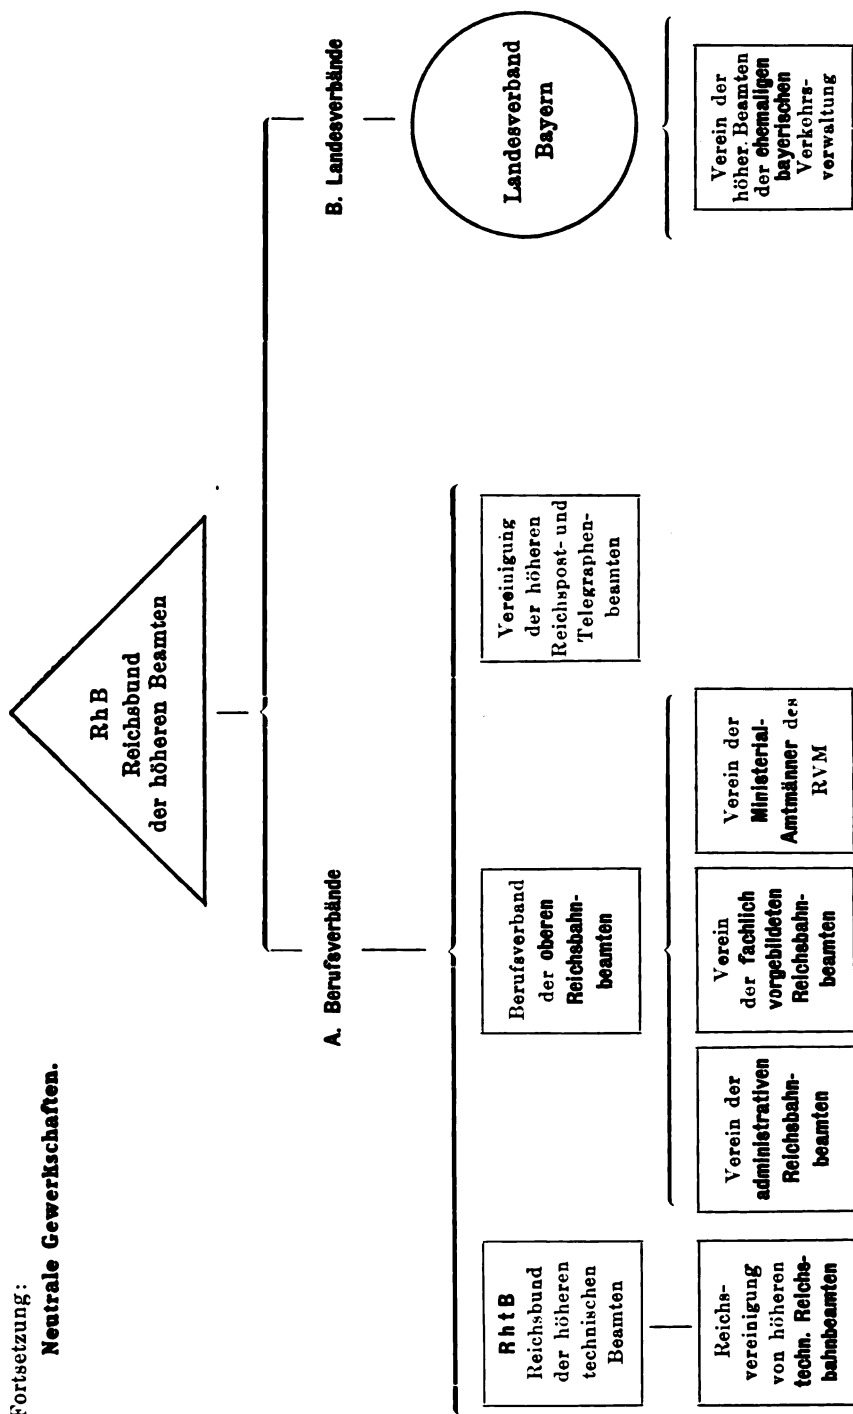 Fortsetzung:
Neutrale Gewerkschaften.
RhB
Reichsbund
der höheren Beamten
A. Berufsverbände
B. Landesverbände
RhtB
Reichsbund
der höheren
technischen
Beamten
Berufsverband
der oberen
Reichsbahn-
beamten
Vereinigung
der höheren
Reichspost- und
Telegraphen-
beamten
Landesverband
Bayern
Reichs-
vereinigung
von höheren
techn. Reichs-
bahnbeamten
Verein der
administrativen
Reichsbahn-
beamten
Verein
der fachlich
vorgebildeten
Reichsbahn-
beamten
Verein der
Ministerial-
Amtmänner des
RVM
Verein der
höher. Beamten
der ehemaligen
bayerischen
Verkehrs-
verwaltung